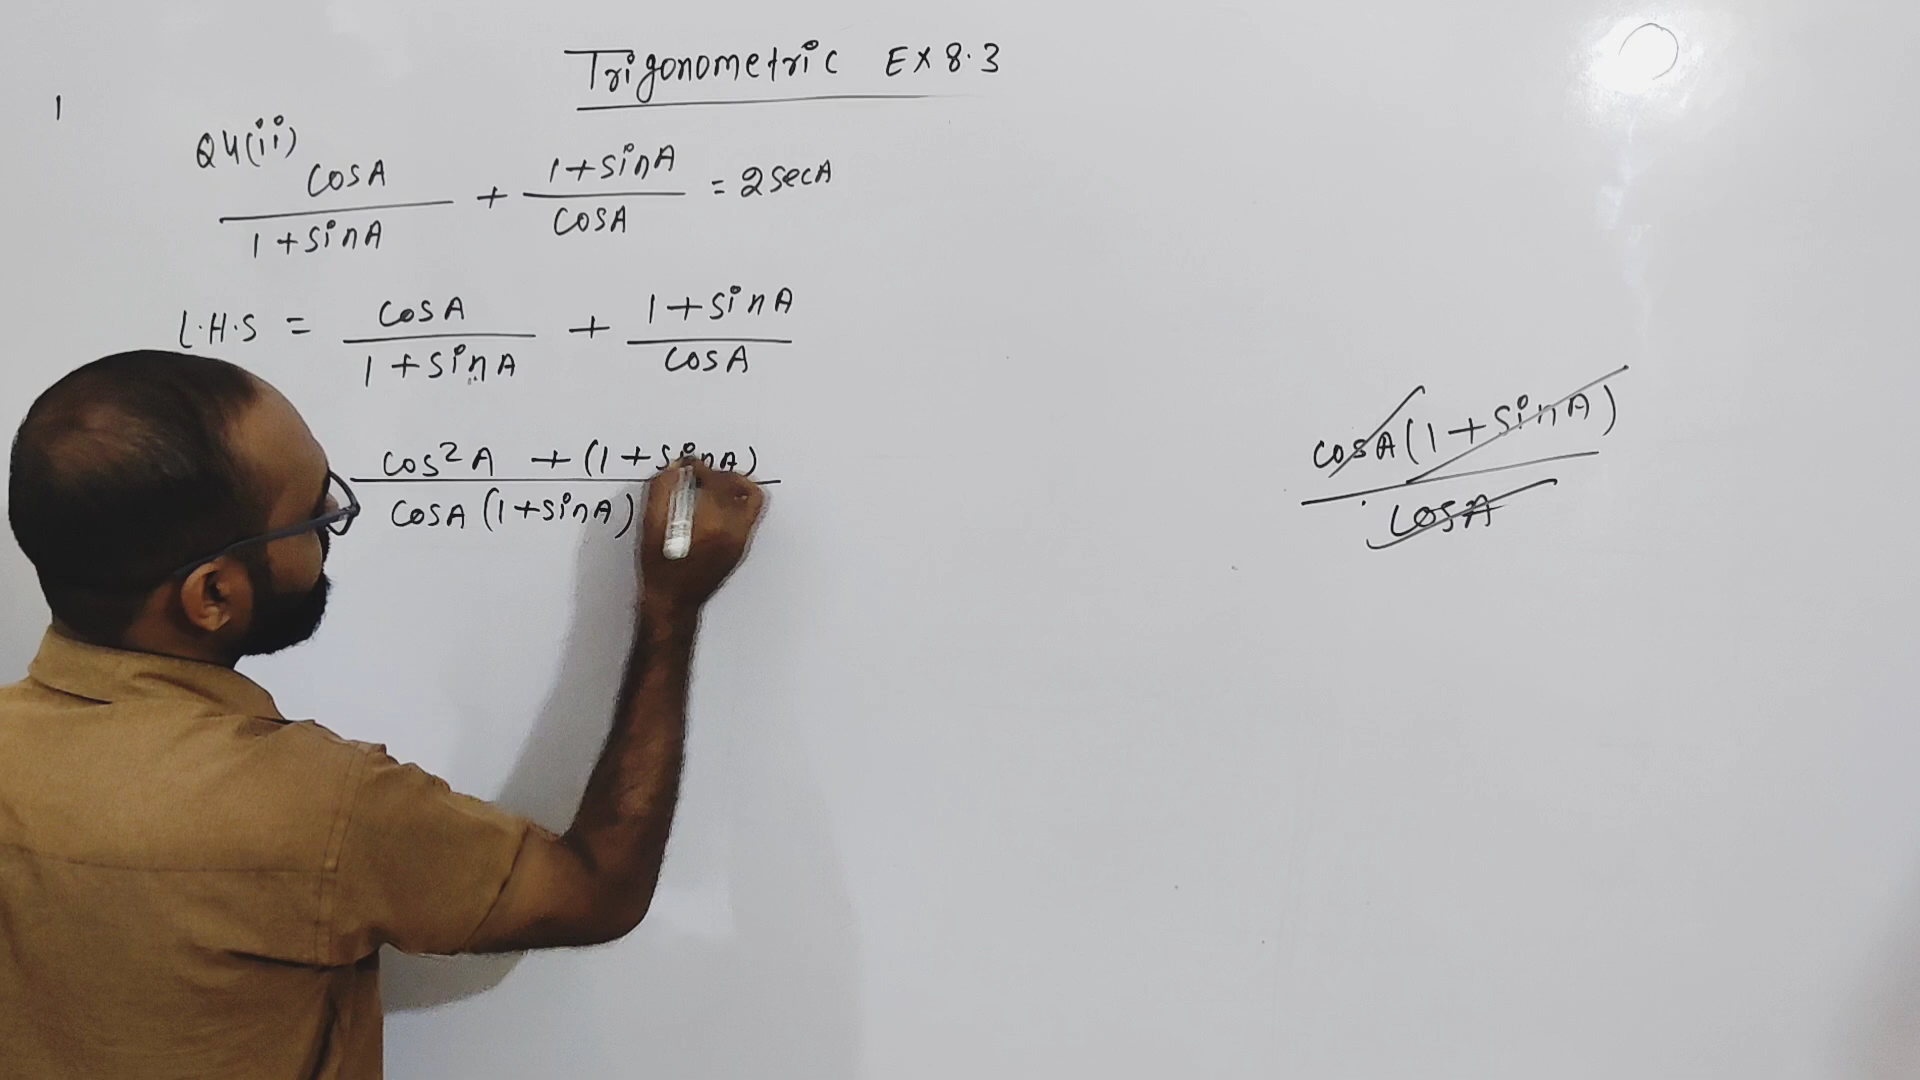 Trigonometric EX 8.3
1
Q4(ii)
cosA / 1+sinA + 1+sinA / cosA = 2secA
L.H.S = cosA / 1+sinA + 1+sinA / cosA
cos²A + (1+sinA) / cosA(1+sinA)
cosA(1+sinA) / cosA